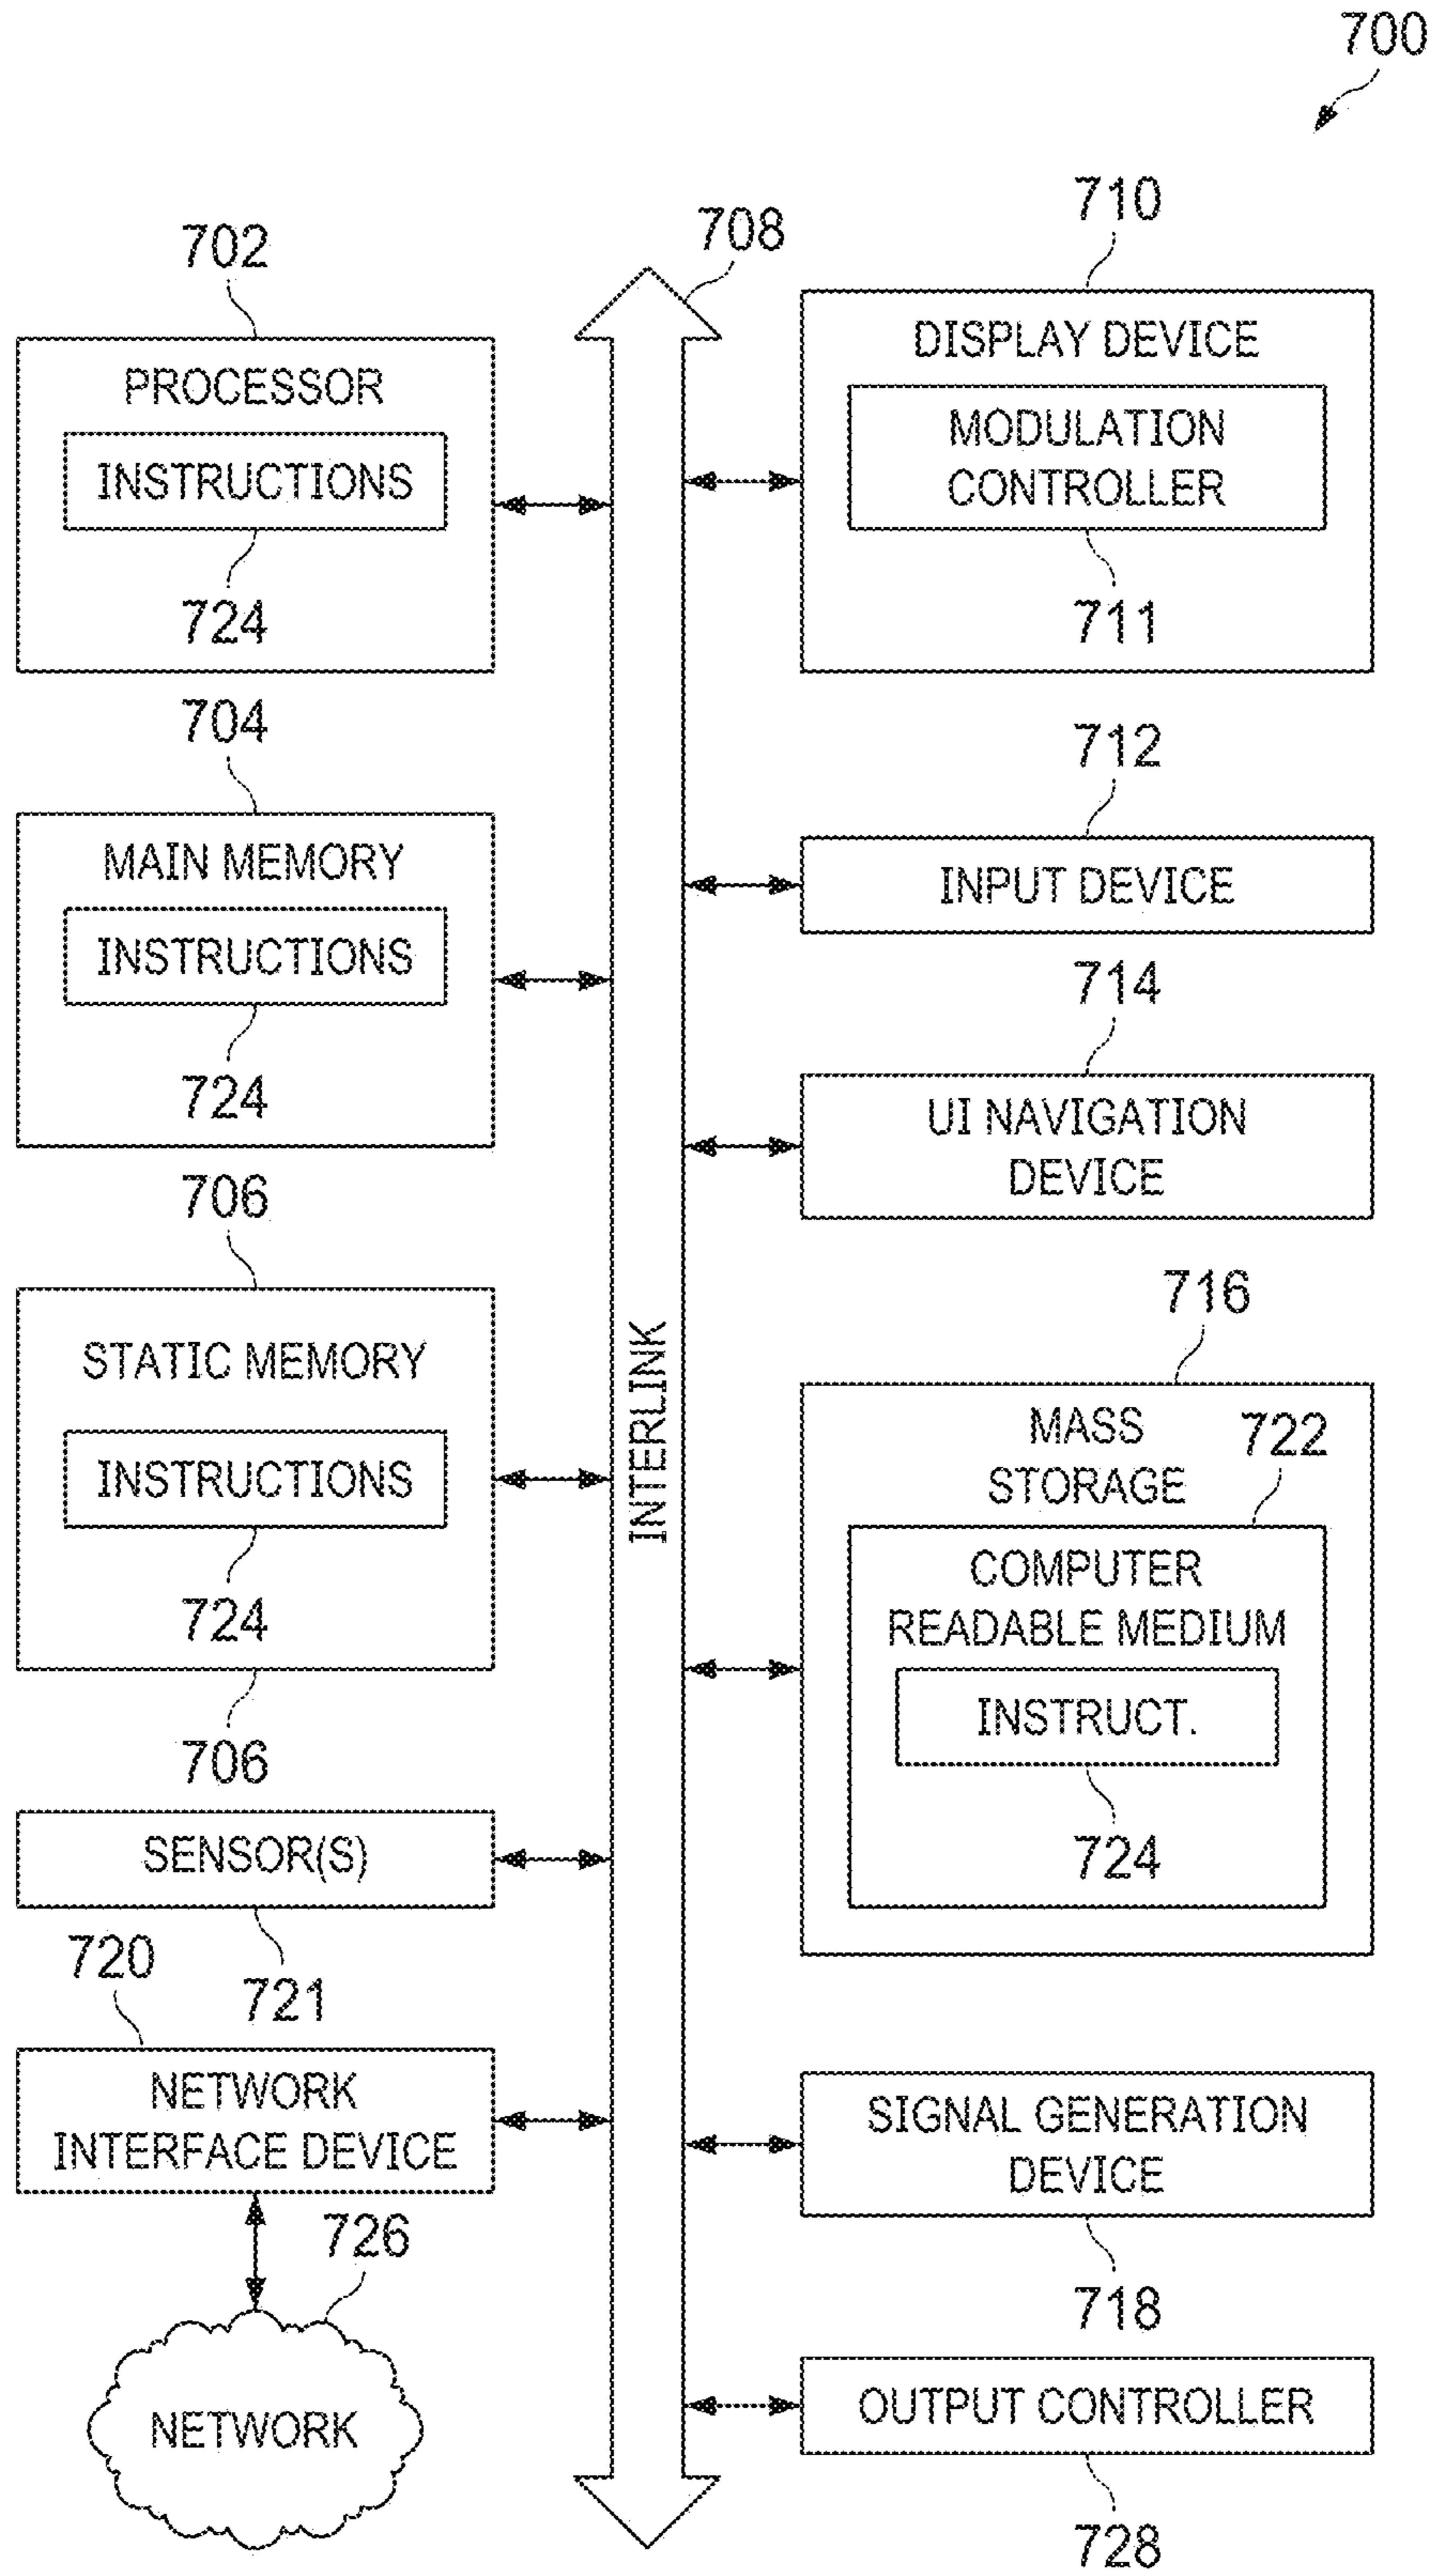 700
702
PROCESSOR
INSTRUCTIONS
724
704
MAIN MEMORY
INSTRUCTIONS
724
706
STATIC MEMORY
INSTRUCTIONS
724
706
SENSOR(S)
721
720
NETWORK
INTERFACE DEVICE
726
NETWORK
708
INTERLINK
710
DISPLAY DEVICE
MODULATION
CONTROLLER
711
712
INPUT DEVICE
714
UI NAVIGATION
DEVICE
716
MASS
STORAGE
722
COMPUTER
READABLE MEDIUM
INSTRUCT.
724
SIGNAL GENERATION
DEVICE
718
OUTPUT CONTROLLER
728